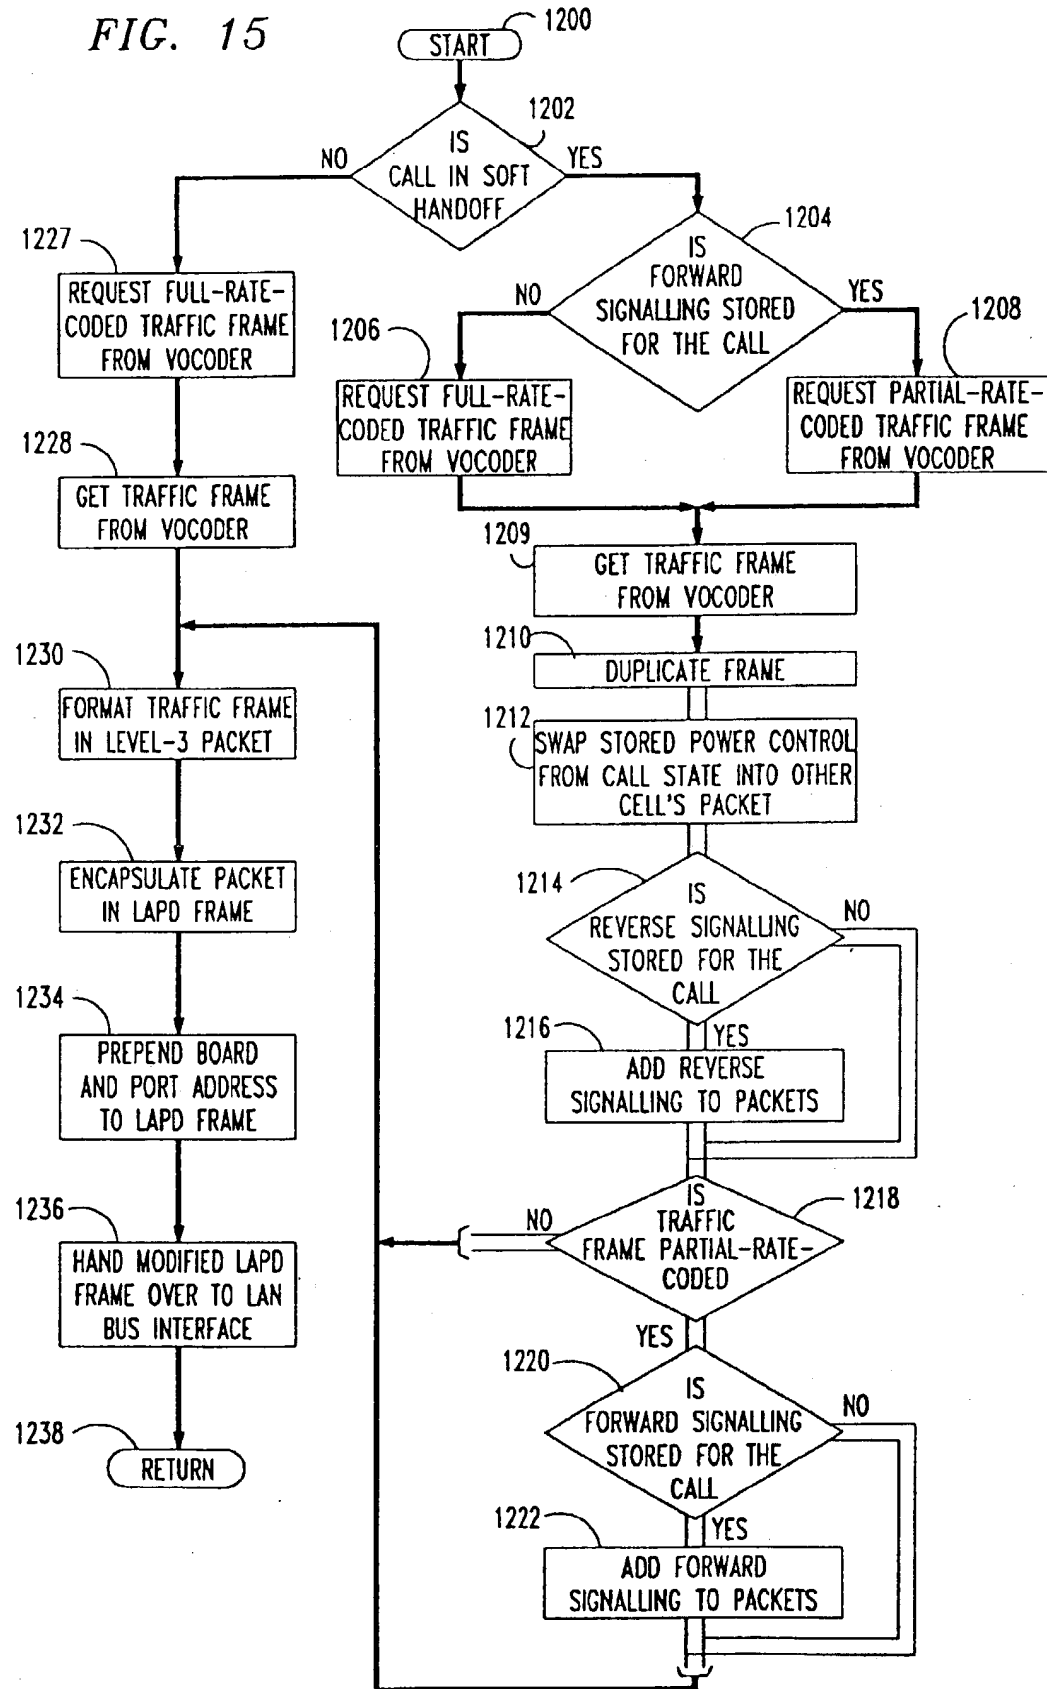 FIG. 15
1200
START
1202
IS
CALL IN SOFT
HANDOFF
NO
YES
1204
IS
FORWARD
SIGNALLING STORED
FOR THE CALL
NO
YES
1227
REQUEST FULL-RATE-
CODED TRAFFIC FRAME
FROM VOCODER
1206
REQUEST FULL-RATE-
CODED TRAFFIC FRAME
FROM VOCODER
1208
REQUEST PARTIAL-RATE-
CODED TRAFFIC FRAME
FROM VOCODER
1228
GET TRAFFIC FRAME
FROM VOCODER
1209
GET TRAFFIC FRAME
FROM VOCODER
1210
DUPLICATE FRAME
1230
FORMAT TRAFFIC FRAME
IN LEVEL-3 PACKET
1212
SWAP STORED POWER CONTROL
FROM CALL STATE INTO OTHER
CELL'S PACKET
1232
ENCAPSULATE PACKET
IN LAPD FRAME
1214
IS
REVERSE SIGNALLING
STORED FOR THE
CALL
NO
YES
1234
PREPEND BOARD
AND PORT ADDRESS
TO LAPD FRAME
1216
ADD REVERSE
SIGNALLING TO PACKETS
1236
HAND MODIFIED LAPD
FRAME OVER TO LAN
BUS INTERFACE
1218
IS
TRAFFIC
FRAME PARTIAL-RATE-
CODED
NO
YES
1238
RETURN
1220
IS
FORWARD SIGNALLING
STORED FOR THE
CALL
NO
YES
1222
ADD FORWARD
SIGNALLING TO PACKETS